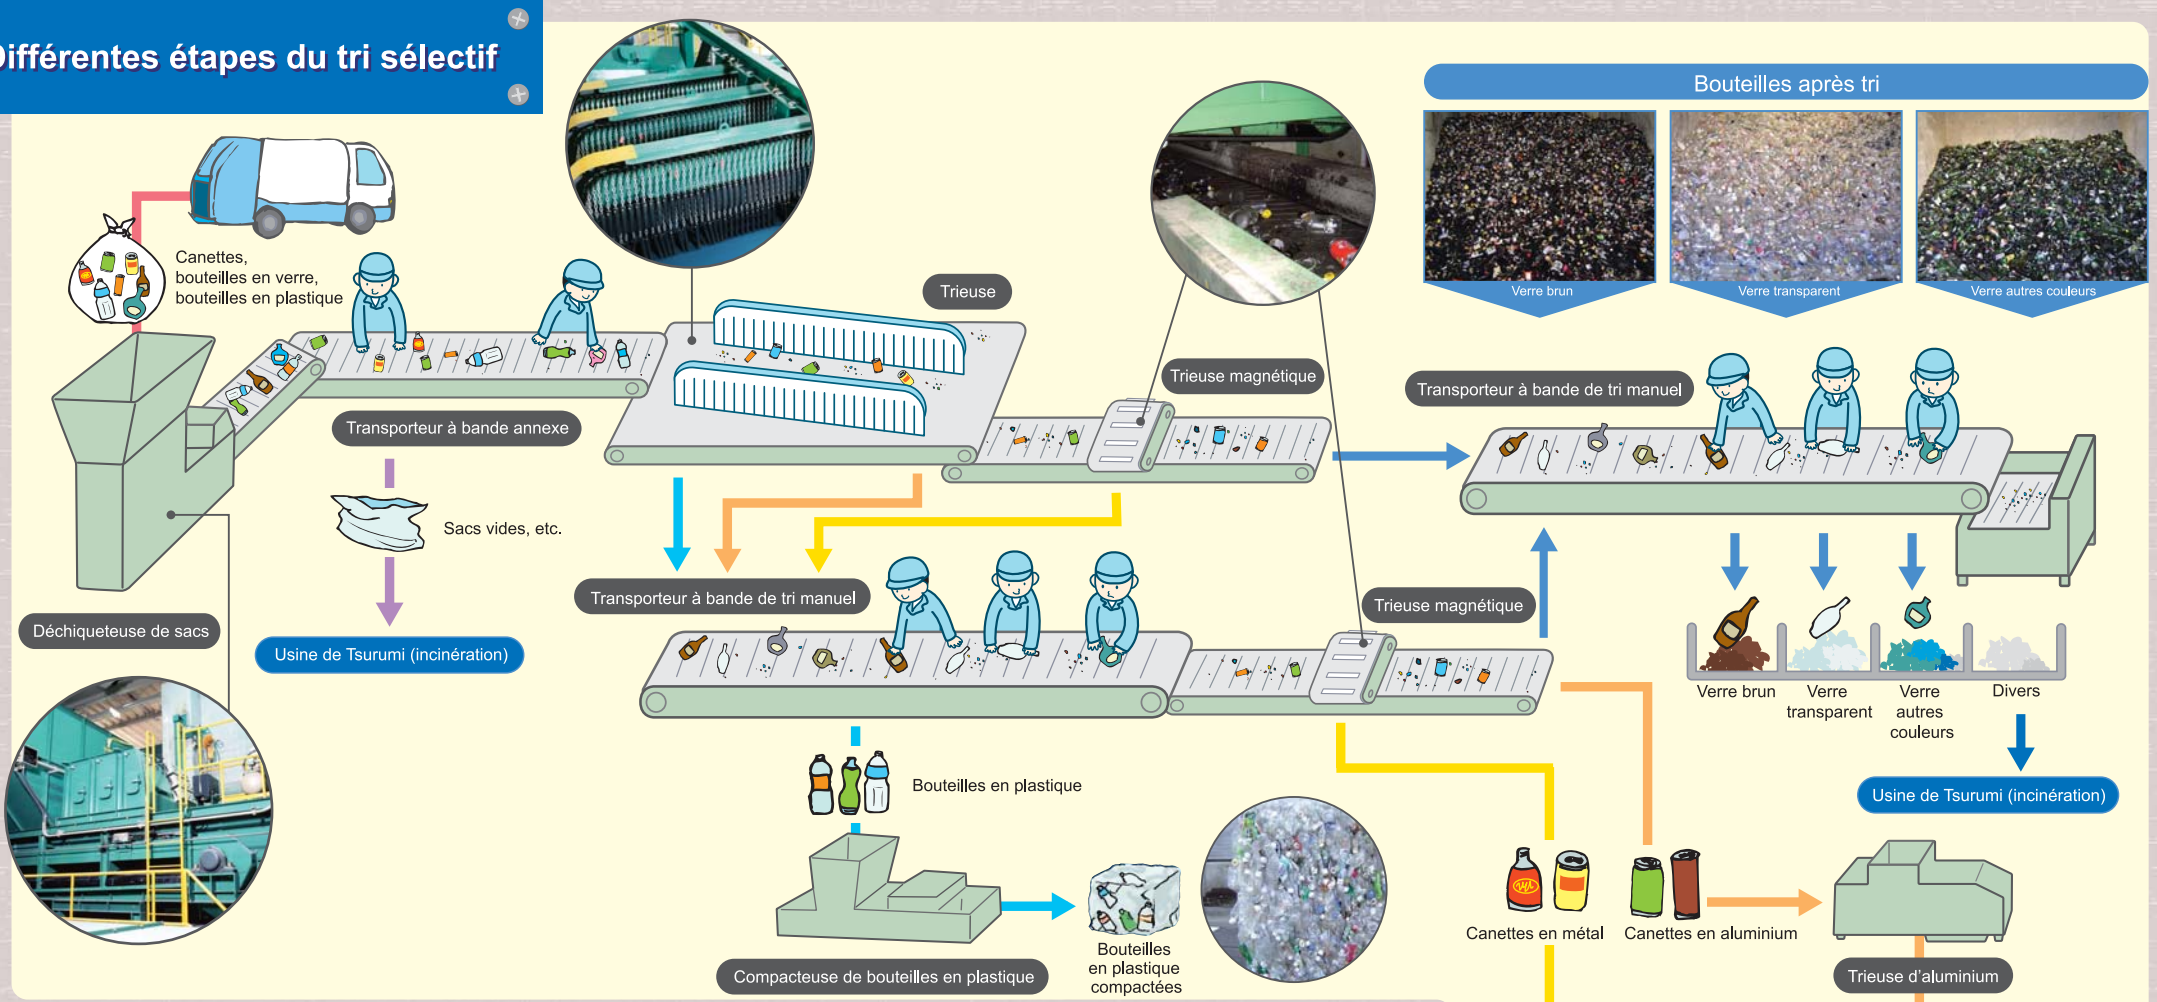 Différentes étapes du tri sélectif
Bouteilles après tri
Verre brun
Verre transparent
Verre autres couleurs
Canettes,
bouteilles en verre,
bouteilles en plastique
Trieuse
Trieuse magnétique
Transporteur à bande de tri manuel
Transporteur à bande annexe
Sacs vides, etc.
Déchiqueteuse de sacs
Usine de Tsurumi (incinération)
Transporteur à bande de tri manuel
Trieuse magnétique
Verre brun
Verre
transparent
Verre
autres
couleurs
Divers
Usine de Tsurumi (incinération)
Bouteilles en plastique
Compacteuse de bouteilles en plastique
Bouteilles
en plastique
compactées
Canettes en métal
Canettes en aluminium
Trieuse d'aluminium